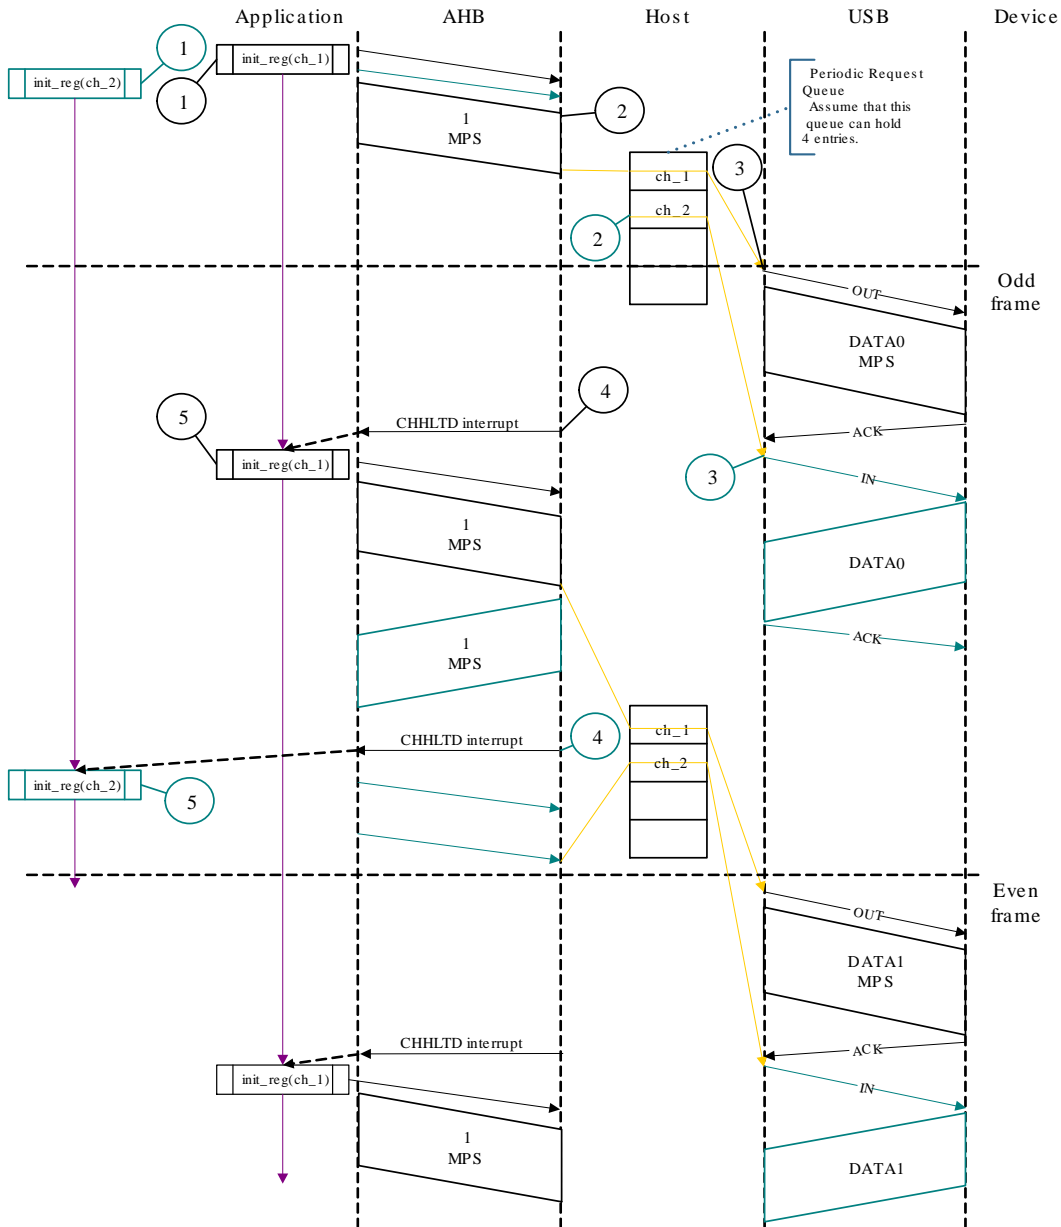 Application
AHB
Host
USB
Device
1
init_reg(ch_2)
init_reg(ch_1)
1
Periodic Request
Queue
Assume that this
queue can hold
4 entries.
1
MPS
2
3
ch_1
ch_2
2
Odd
frame
OUT
DATA0
MPS
4
5
CHHLTD interrupt
ACK
init_reg(ch_1)
3
IN
1
MPS
DATA0
1
MPS
ACK
ch_1
CHHLTD interrupt
4
ch_2
init_reg(ch_2)
5
Even
frame
OUT
DATA1
MPS
CHHLTD interrupt
ACK
init_reg(ch_1)
IN
1
MPS
DATA1